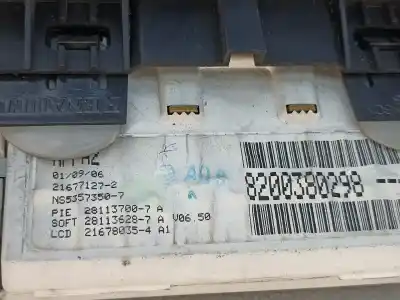 01/09/06
21677127-2
NS5357350-7
PIE 28113700-7 A
SOFT 28113628-7 A V06.50
LCD 21678035-4 A1
8200380298